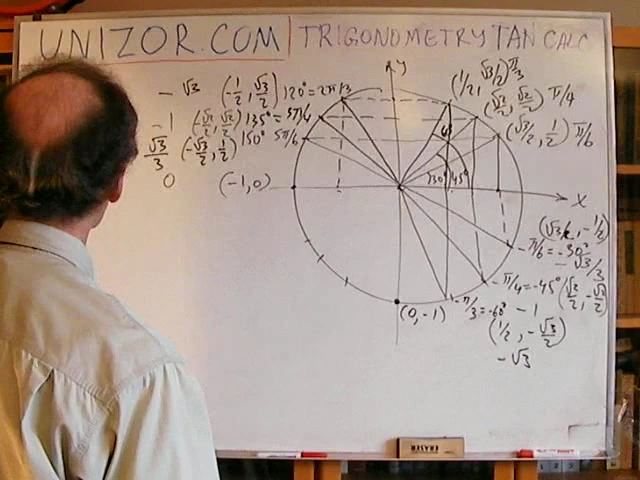 UNIZOR.COM | TRIGONOMETRY TAN CALC
y
- √3 (-1/2, √3/2) 120° = 2π/3
(1/2, √3/2) π/3
-1 (-√2/2, √2/2) 135° = 5π/6
(√2/2, √2/2) π/4
√3/3 (-√3/2, 1/2) 150° 5π/6
(√3/2, 1/2) π/6
0 (-1,0)
30° 45°
X
(√3/2, -1/2)
-π/6 = -30°
-√3/3
-π/4 = -45° (√2/2, -√2/2)
(0,-1) -π/3 = -60° -1
(1/2, -√3/2)
-√3
ERASER